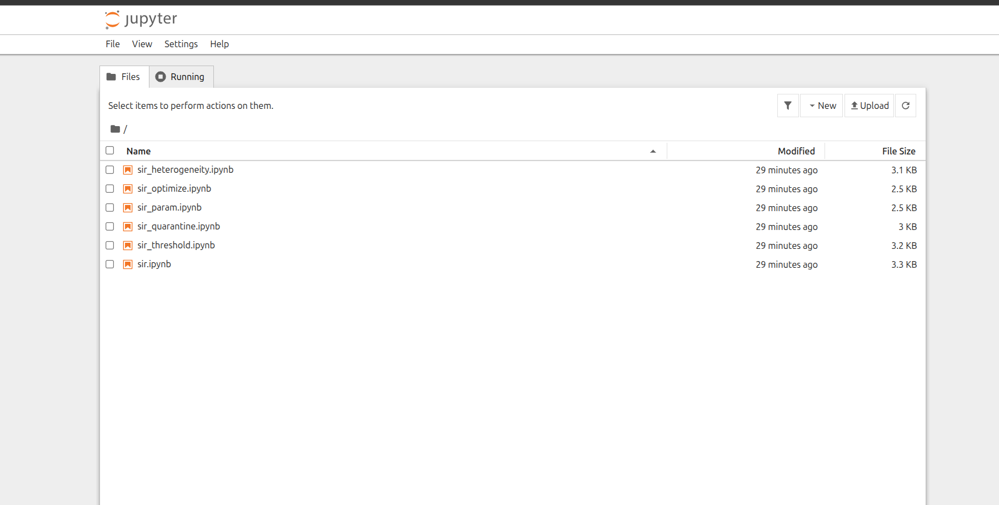 jupyter
File View Settings Help
Files Running
Select items to perform actions on them. New Upload
/
Name Modified File Size
sir_heterogeneity.ipynb 29 minutes ago 3.1 KB
sir_optimize.ipynb 29 minutes ago 2.5 KB
sir_param.ipynb 29 minutes ago 2.5 KB
sir_quarantine.ipynb 29 minutes ago 3 KB
sir_threshold.ipynb 29 minutes ago 3.2 KB
sir.ipynb 29 minutes ago 3.3 KB